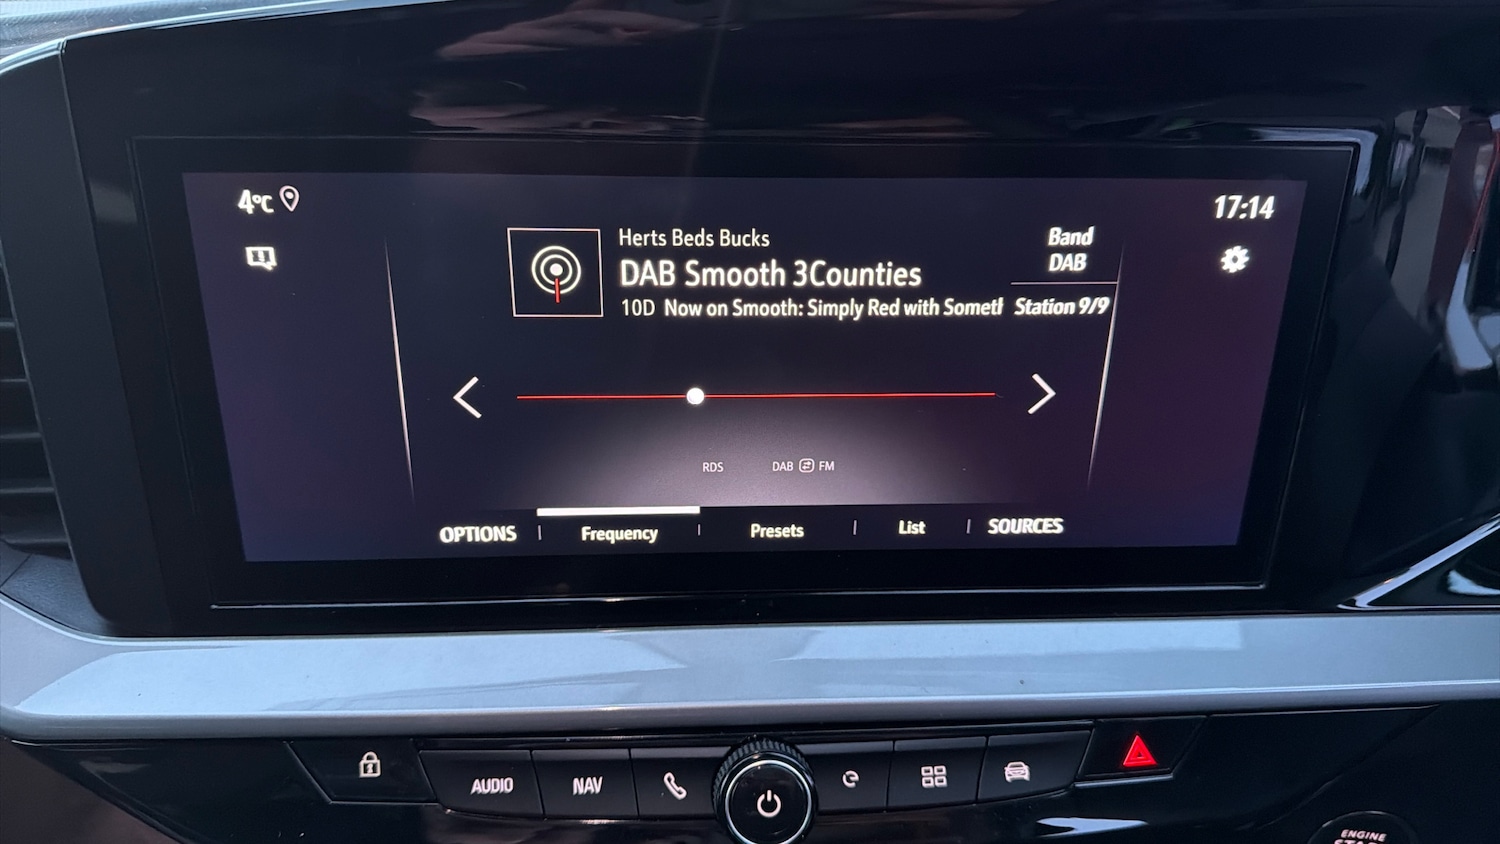 4°C
17:14
Herts Beds Bucks
DAB Smooth 3Counties
10D Now on Smooth: Simply Red with Someth
Band
DAB
Station 9/9
RDS
DAB FM
OPTIONS
Frequency
Presets
List
SOURCES
AUDIO
NAV
ENGINE